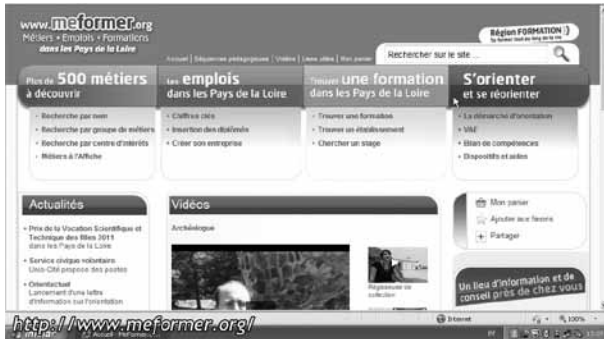 www.meformer.org
Métiers • Emplois • Formations
dans les Pays de la Loire
Région FORMATION :)
Accueil | Séquences pédagogiques | Vidéos | Liens utiles | Mon panier
Rechercher sur le site ...
Plus de 500 métiers
à découvrir
Les emplois
dans les Pays de la Loire
Trouver une formation
dans les Pays de la Loire
S'orienter
et se réorienter
Recherche par nom
Recherche par groupe de métiers
Recherche par centre d'intérêts
Métiers à l'Affiche
Chiffres clés
Insertion des diplômés
Créer son entreprise
Trouver une formation
Trouver un établissement
Chercher un stage
La démarche d'orientation
VAE
Bilan de compétences
Dispositifs et aides
Actualités
Prix de la Vocation Scientifique et
Technique des filles 2011
dans les Pays de la Loire
Service civique volontaire
Unis-Cité propose des postes
Orientactuel
Lancement d'une lettre
d'information sur l'orientation
Vidéos
Archéologue
Régisseuse de
collection
Mon panier
Ajouter aux favoris
Partager
Un lieu d'information et de
conseil près de chez vous
http://www.meformer.org/
Internet
100%